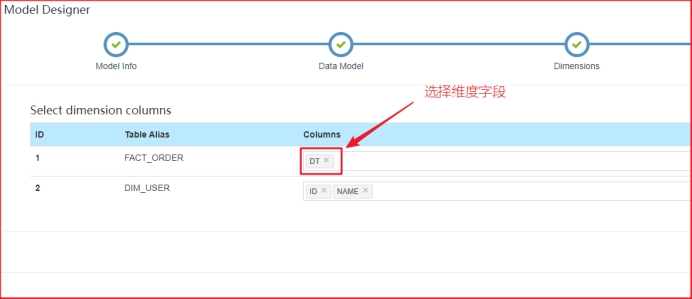 Model Designer
Model Info
Data Model
Dimensions
选择维度字段
Select dimension columns
ID Table Alias Columns
1 FACT_ORDER DT ×
2 DIM_USER ID × NAME ×